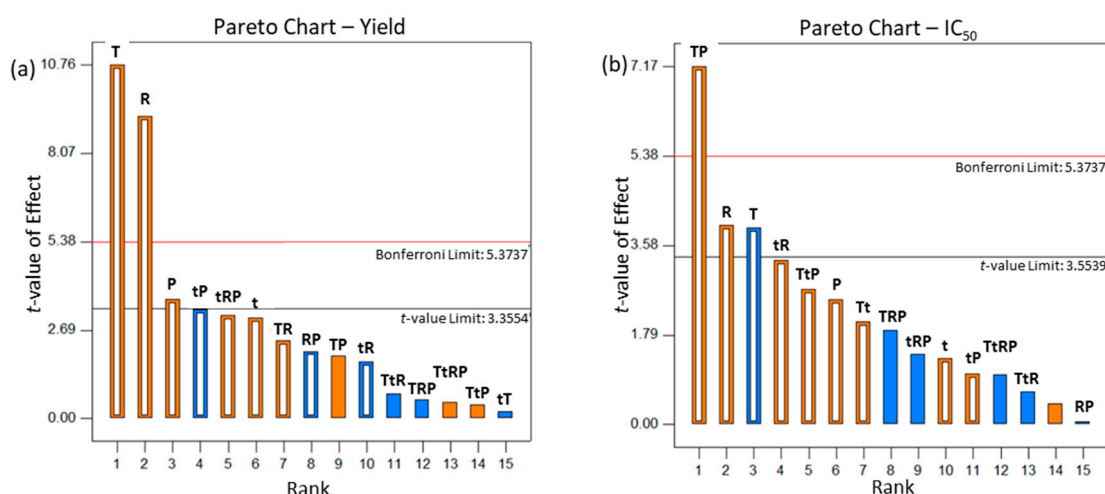 Pareto Chart – Yield
(a)
t-value of Effect
10.76
8.07
5.38
2.69
0.00
T
R
P
tP
tRP
t
TR
RP
TP
tR
TtR
TRP
TtRP
TtP
tT
Bonferroni Limit: 5.3737
t-value Limit: 3.3554
1 2 3 4 5 6 7 8 9 10 11 12 13 14 15
Rank
Pareto Chart – IC50
(b)
t-value of Effect
7.17
5.38
3.58
1.79
0.00
TP
R
T
tR
TtP
P
Tt
TRP
tRP
t
tP
TtRP
TtR
RP
Bonferroni Limit: 5.3737
t-value Limit: 3.5539
1 2 3 4 5 6 7 8 9 10 11 12 13 14 15
Rank